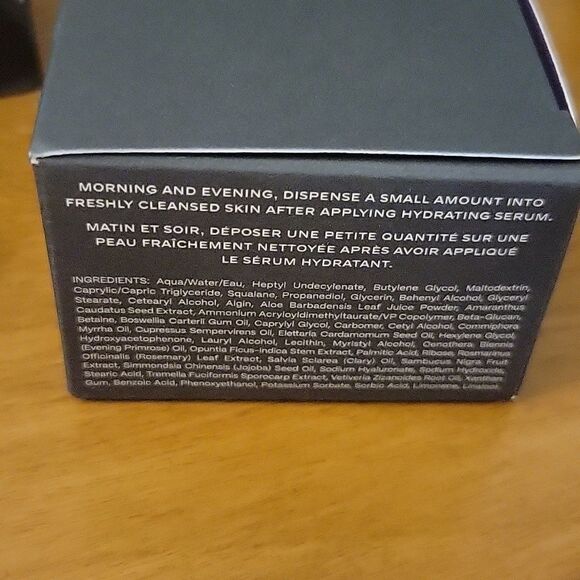 MORNING AND EVENING, DISPENSE A SMALL AMOUNT INTO
FRESHLY CLEANSED SKIN AFTER APPLYING HYDRATING SERUM.
MATIN ET SOIR, DÉPOSER UNE PETITE QUANTITÉ SUR UNE
PEAU FRAÎCHEMENT NETTOYÉE APRÈS AVOIR APPLIQUÉ
LE SÉRUM HYDRATANT.
INGREDIENTS: Aqua/Water/Eau, Heptyl Undecylenate, Butylene Glycol, Maltodextrin,
Caprylic/Capric Triglyceride, Squalane, Propanediol, Glycerin, Behenyl Alcohol, Glyceryl
Stearate, Cetearyl Alcohol, Algin, Aloe Barbadensis Leaf Juice Powder, Amaranthus
Caudatus Seed Extract, Ammonium Acryloyldimethyltaurate/VP Copolymer, Beta-Glucan,
Betaine, Boswellia Carterii Gum Oil, Caprylyl Glycol, Carbomer, Cetyl Alcohol, Commiphora
Myrrha Oil, Cupressus Sempervirens Oil, Elettaria Cardamomum Seed Oil, Hexylene Glycol,
Hydroxyacetophenone, Lauryl Alcohol, Lecithin, Myristyl Alcohol, Oenothera Biennis
(Evening Primrose) Oil, Opuntia Ficus-indica Stem Extract, Palmitic Acid, Ribose, Rosmarinus
Officinalis (Rosemary) Leaf Extract, Salvia Sclarea (Clary) Oil, Sambucus Nigra Fruit
Extract, Simmondsia Chinensis (Jojoba) Seed Oil, Sodium Hyaluronate, Sodium Hydroxide,
Stearic Acid, Tremella Fuciformis Sporocarp Extract, Vetiveria Zizanoides Root Oil, Xanthan
Gum, Benzoic Acid, Phenoxyethanol, Potassium Sorbate, Sorbic Acid, Limonene, Linalool.